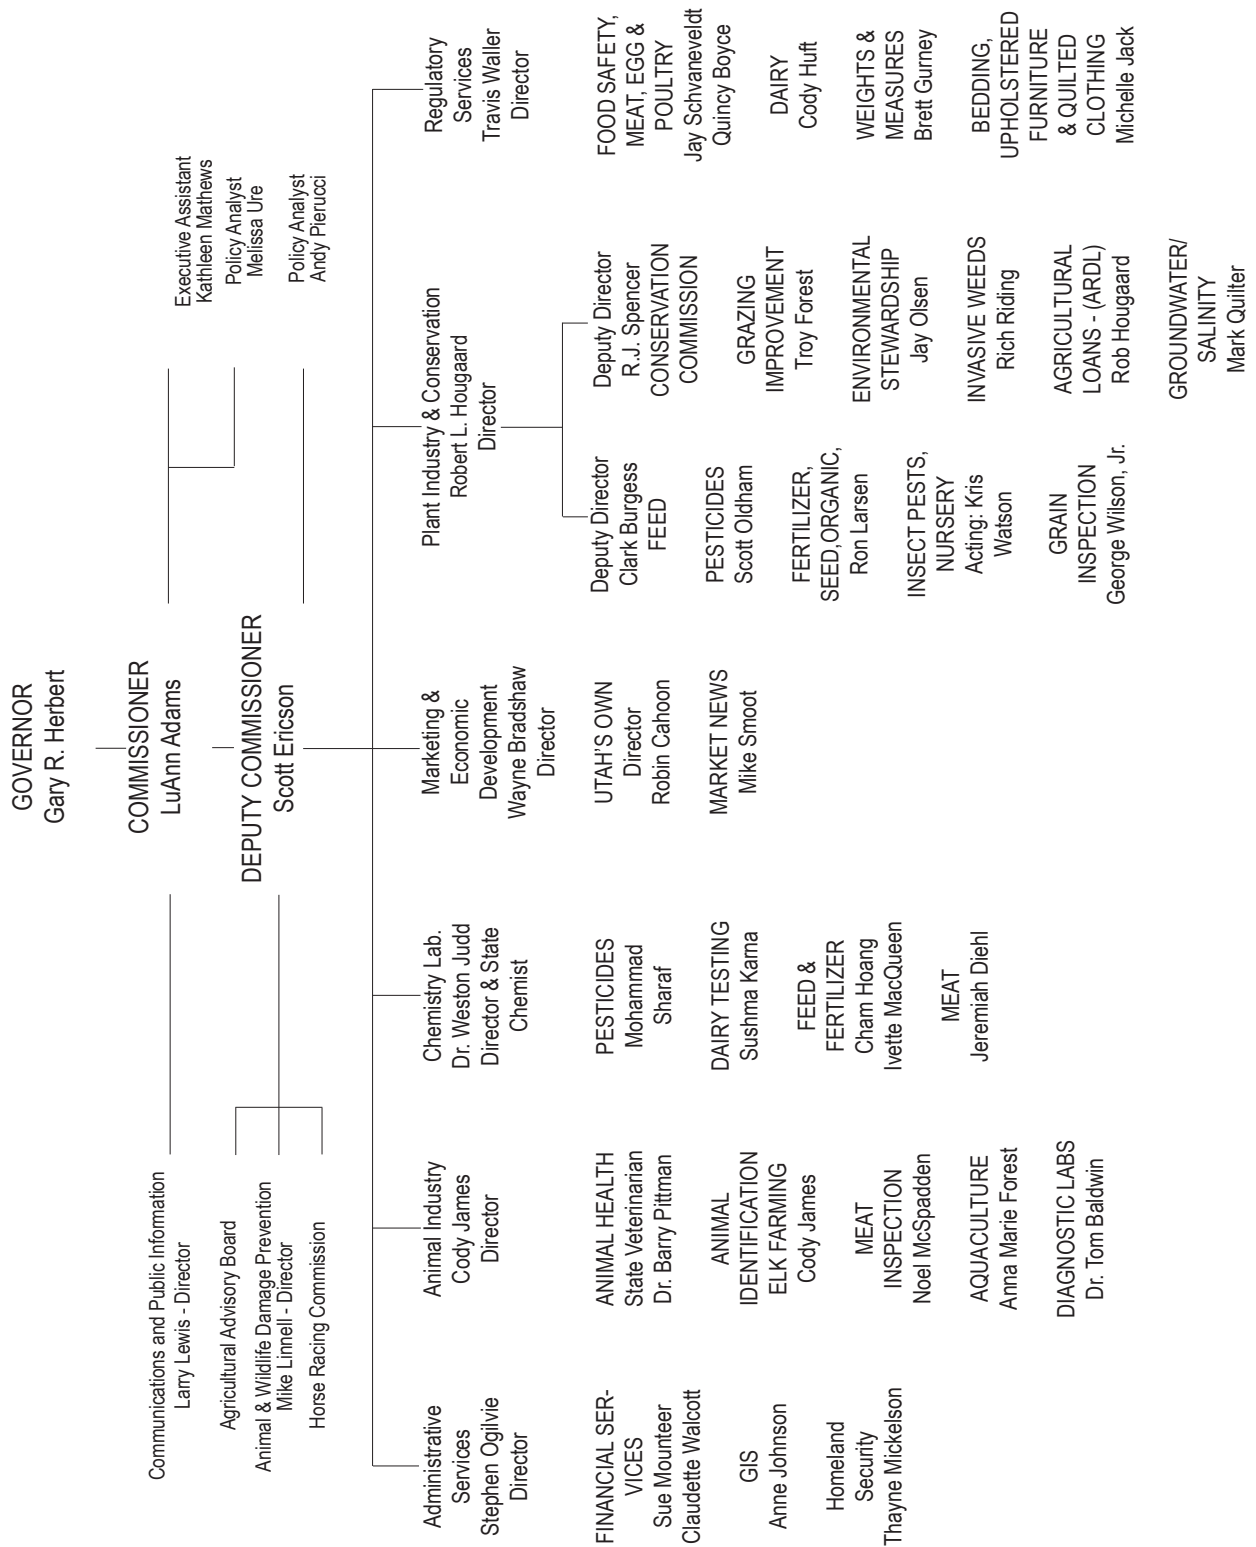 GOVERNOR
Gary R. Herbert
COMMISSIONER
LuAnn Adams
DEPUTY COMMISSIONER
Scott Ericson
Communications and Public Information
Larry Lewis - Director
Agricultural Advisory Board
Animal & Wildlife Damage Prevention
Mike Linnell - Director
Horse Racing Commission
Executive Assistant
Kathleen Mathews
Policy Analyst
Melissa Ure
Policy Analyst
Andy Pierucci
Administrative
Services
Stephen Ogilvie
Director
FINANCIAL SER-
VICES
Sue Mounteer
Claudette Walcott
GIS
Anne Johnson
Homeland
Security
Thayne Mickelson
Animal Industry
Cody James
Director
ANIMAL HEALTH
State Veterinarian
Dr. Barry Pittman
ANIMAL
IDENTIFICATION
ELK FARMING
Cody James
MEAT
INSPECTION
Noel McSpadden
AQUACULTURE
Anna Marie Forest
DIAGNOSTIC LABS
Dr. Tom Baldwin
Chemistry Lab.
Dr. Weston Judd
Director & State
Chemist
PESTICIDES
Mohammad
Sharaf
DAIRY TESTING
Sushma Karna
FEED &
FERTILIZER
Cham Hoang
Ivette MacQueen
MEAT
Jeremiah Diehl
Marketing &
Economic
Development
Wayne Bradshaw
Director
UTAH'S OWN
Director
Robin Cahoon
MARKET NEWS
Mike Smoot
Plant Industry & Conservation
Robert L. Hougaard
Director
Deputy Director
Clark Burgess
FEED
PESTICIDES
Scott Oldham
FERTILIZER,
SEED,ORGANIC,
Ron Larsen
INSECT PESTS,
NURSERY
Acting: Kris
Watson
GRAIN
INSPECTION
George Wilson, Jr.
Deputy Director
R.J. Spencer
CONSERVATION
COMMISSION
GRAZING
IMPROVEMENT
Troy Forest
ENVIRONMENTAL
STEWARDSHIP
Jay Olsen
INVASIVE WEEDS
Rich Riding
AGRICULTURAL
LOANS - (ARDL)
Rob Hougaard
GROUNDWATER/
SALINITY
Mark Quilter
Regulatory
Services
Travis Waller
Director
FOOD SAFETY,
MEAT, EGG &
POULTRY
Jay Schvaneveldt
Quincy Boyce
DAIRY
Cody Huft
WEIGHTS &
MEASURES
Brett Gurney
BEDDING,
UPHOLSTERED
FURNITURE
& QUILTED
CLOTHING
Michelle Jack